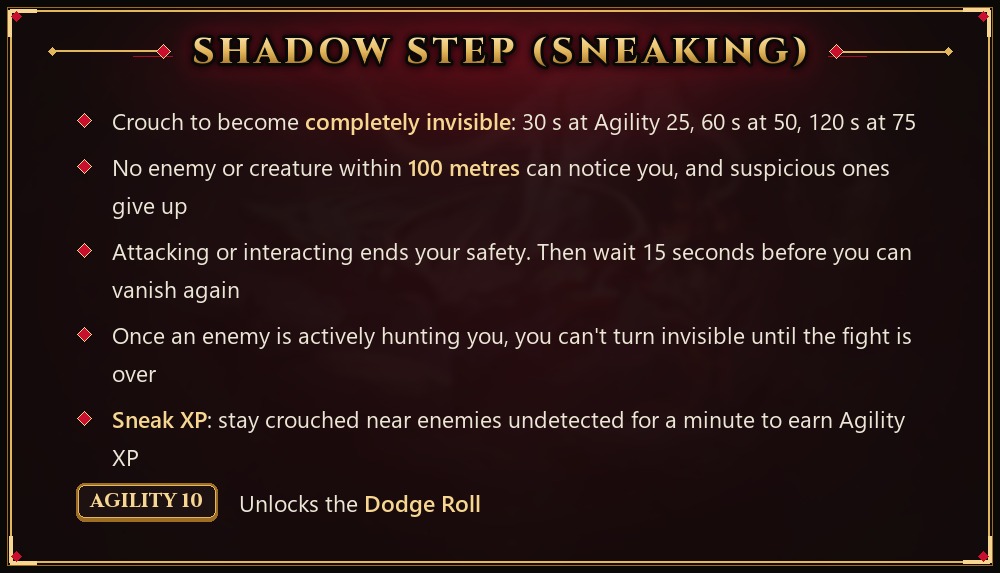 SHADOW STEP (SNEAKING)
Crouch to become completely invisible: 30 s at Agility 25, 60 s at 50, 120 s at 75
No enemy or creature within 100 metres can notice you, and suspicious ones
give up
Attacking or interacting ends your safety. Then wait 15 seconds before you can
vanish again
Once an enemy is actively hunting you, you can't turn invisible until the fight is
over
Sneak XP: stay crouched near enemies undetected for a minute to earn Agility
XP
AGILITY 10 Unlocks the Dodge Roll